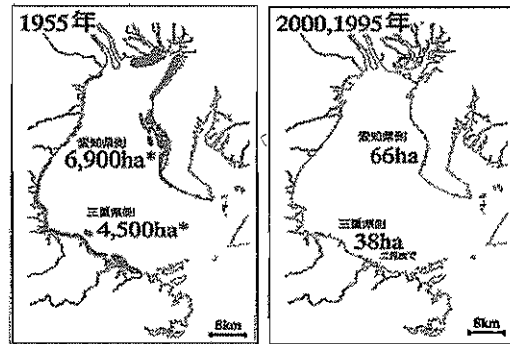 1955年
愛知県側
6,900ha*
三重県側
4,500ha*
8km
2000,1995年
愛知県側
66ha
三重県側
38ha
8km